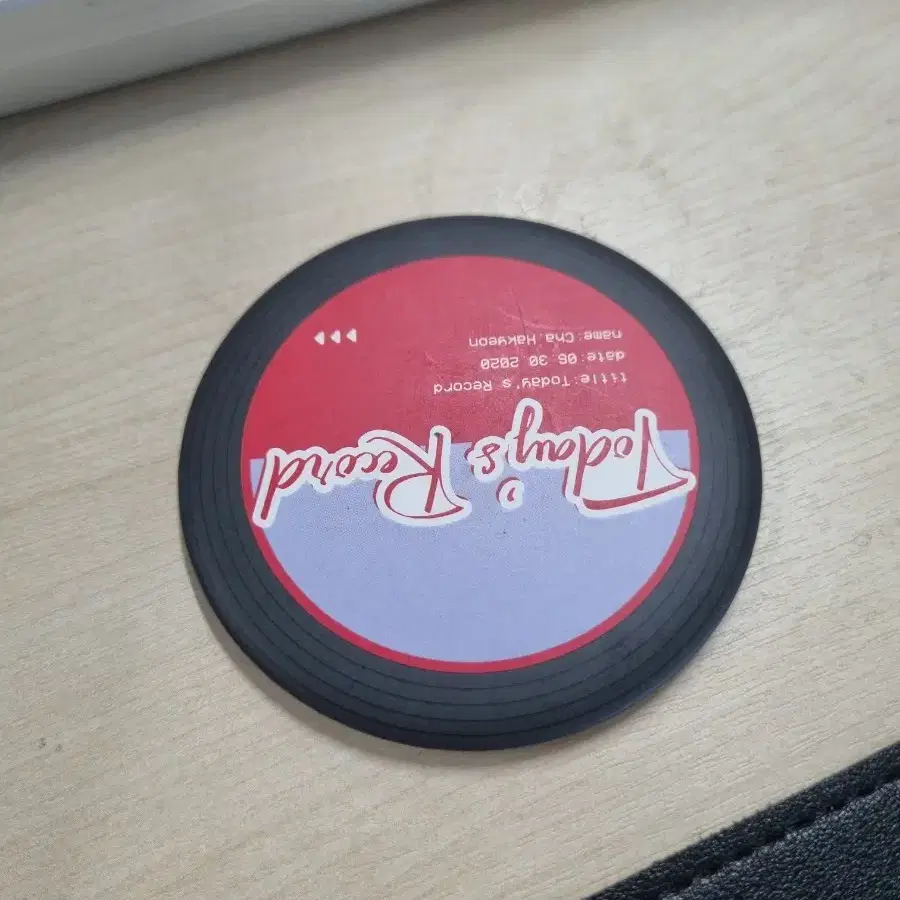 Today's Record
title:Today's Record
date:06.30.2020
name:Cha.Hakyeon